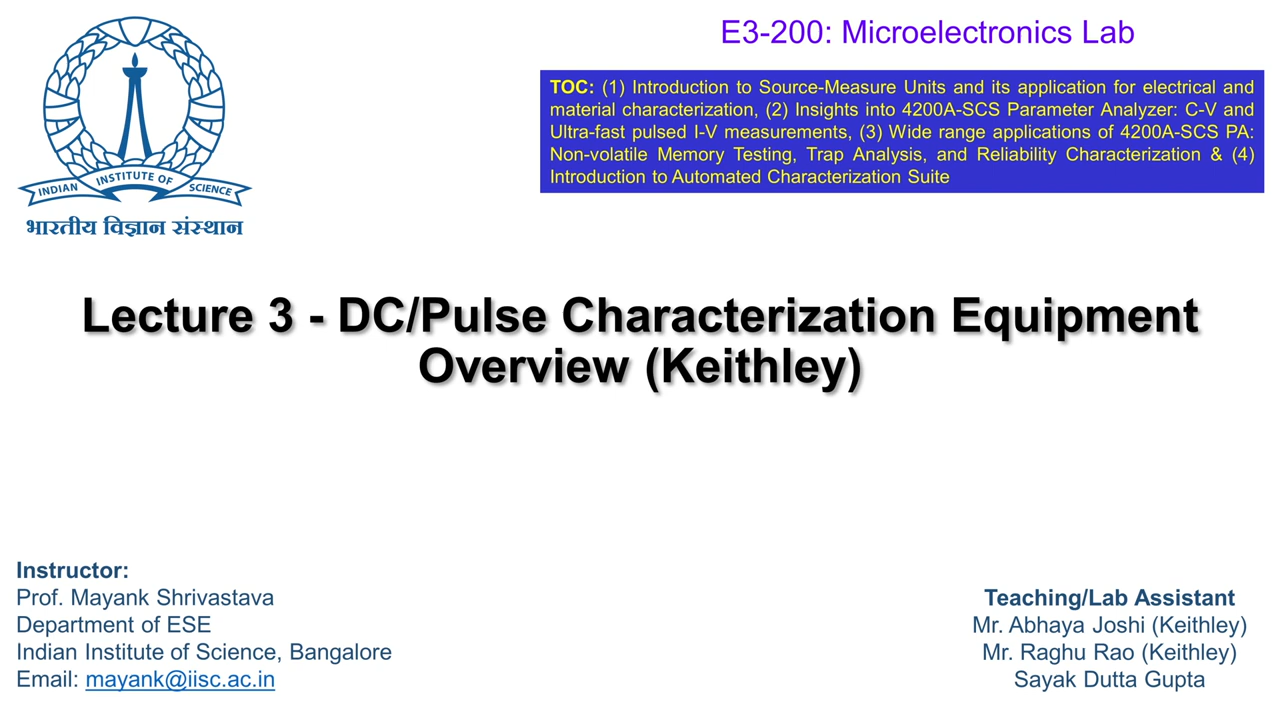 E3-200: Microelectronics Lab
TOC: (1) Introduction to Source-Measure Units and its application for electrical and
material characterization, (2) Insights into 4200A-SCS Parameter Analyzer: C-V and
Ultra-fast pulsed I-V measurements, (3) Wide range applications of 4200A-SCS PA:
Non-volatile Memory Testing, Trap Analysis, and Reliability Characterization & (4)
Introduction to Automated Characterization Suite
INDIAN INSTITUTE OF SCIENCE
भारतीय विज्ञान संस्थान
Lecture 3 - DC/Pulse Characterization Equipment
Overview (Keithley)
Instructor:
Prof. Mayank Shrivastava
Department of ESE
Indian Institute of Science, Bangalore
Email: mayank@iisc.ac.in
Teaching/Lab Assistant
Mr. Abhaya Joshi (Keithley)
Mr. Raghu Rao (Keithley)
Sayak Dutta Gupta